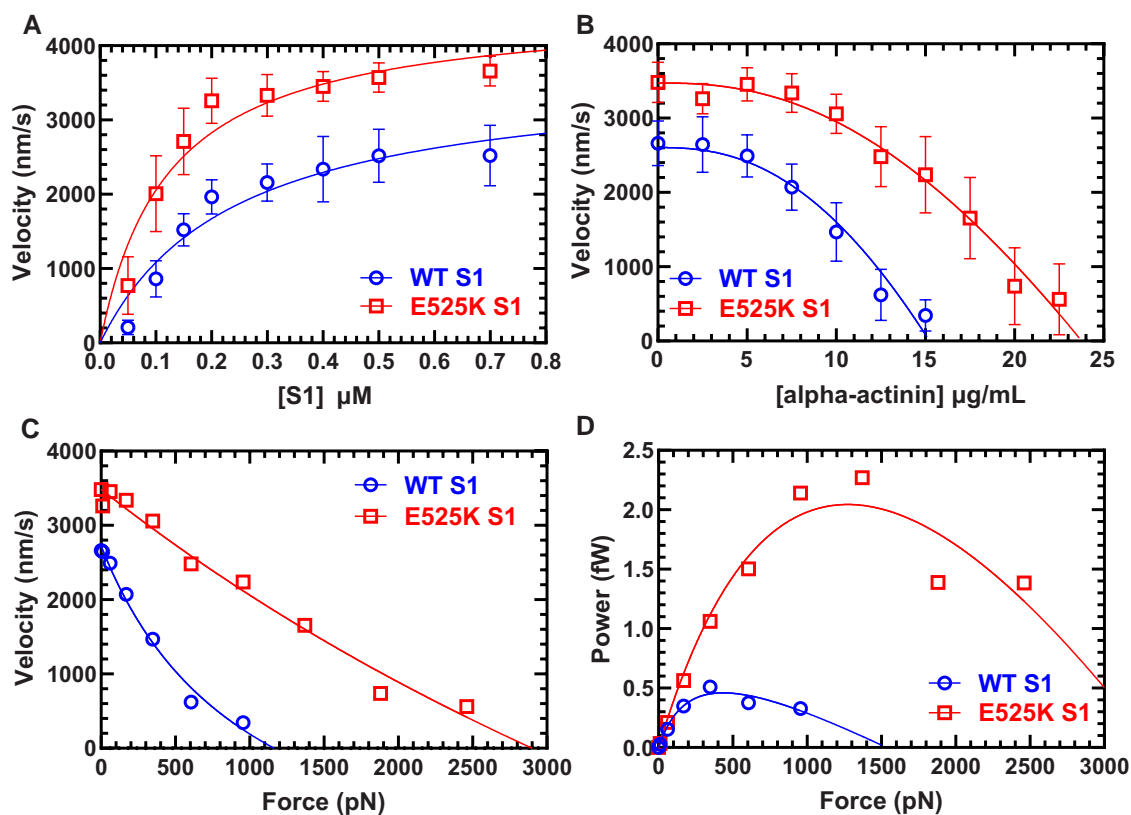 A
Velocity (nm/s)
4000
3000
2000
1000
0
0.0 0.1 0.2 0.3 0.4 0.5 0.6 0.7 0.8
[S1] µM
WT S1
E525K S1
B
Velocity (nm/s)
4000
3000
2000
1000
0
0 5 10 15 20 25
[alpha-actinin] µg/mL
WT S1
E525K S1
C
Velocity (nm/s)
4000
3000
2000
1000
0
0 500 1000 1500 2000 2500 3000
Force (pN)
WT S1
E525K S1
D
Power (fW)
2.5
2.0
1.5
1.0
0.5
0.0
0 500 1000 1500 2000 2500 3000
Force (pN)
WT S1
E525K S1